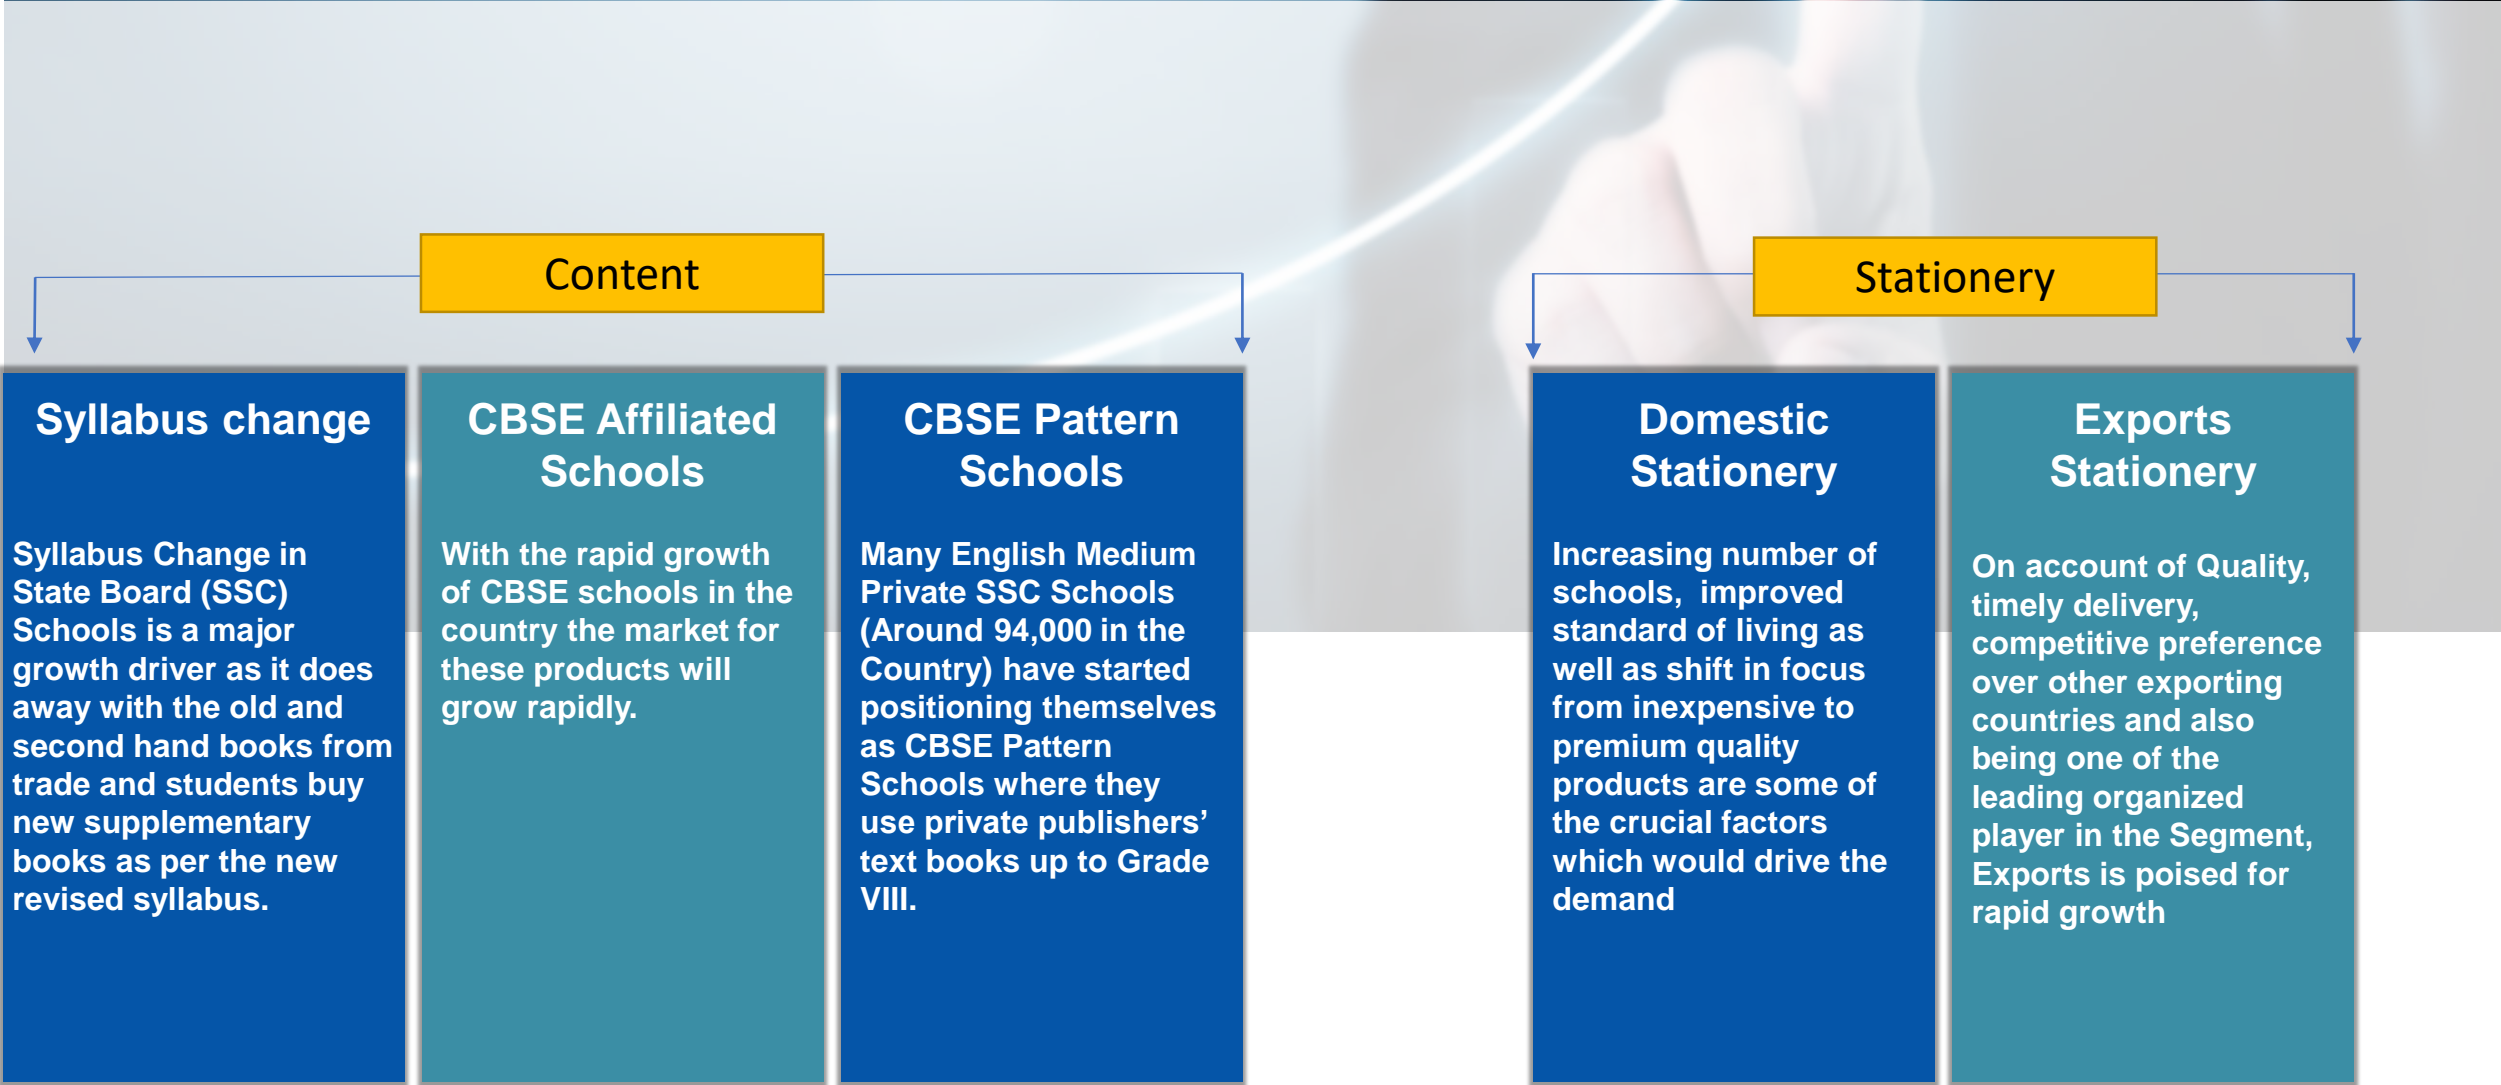 Content
Syllabus change
Syllabus Change in
State Board (SSC)
Schools is a major
growth driver as it does
away with the old and
second hand books from
trade and students buy
new supplementary
books as per the new
revised syllabus.
CBSE Affiliated
Schools
With the rapid growth
of CBSE schools in the
country the market for
these products will
grow rapidly.
CBSE Pattern
Schools
Many English Medium
Private SSC Schools
(Around 94,000 in the
Country) have started
positioning themselves
as CBSE Pattern
Schools where they
use private publishers’
text books up to Grade
VIII.
Stationery
Domestic
Stationery
Increasing number of
schools,  improved
standard of living as
well as shift in focus
from inexpensive to
premium quality
products are some of
the crucial factors
which would drive the
demand
Exports
Stationery
On account of Quality,
timely delivery,
competitive preference
over other exporting
countries and also
being one of the
leading organized
player in the Segment,
Exports is poised for
rapid growth